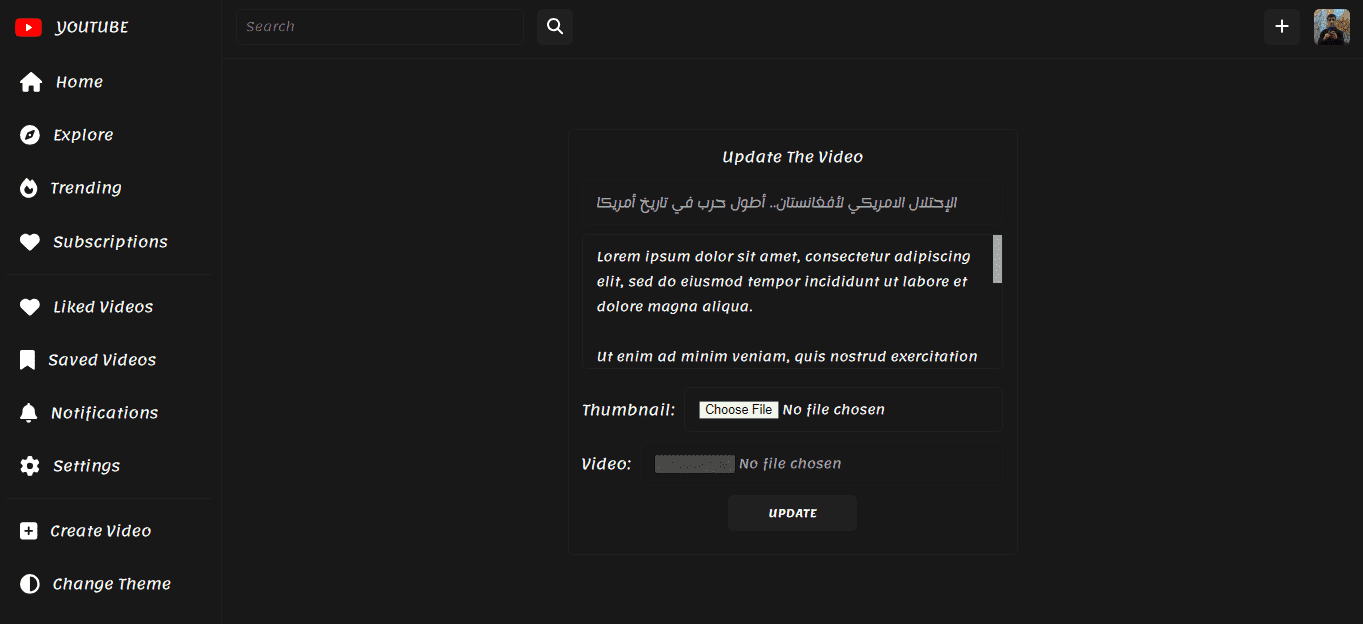 YOUTUBE
Search
Home
Explore
Trending
Subscriptions
Liked Videos
Saved Videos
Notifications
Settings
Create Video
Change Theme
Update The Video
الإحتلال الامريكي لأفغانستان.. أطول حرب في تاريخ أمريكا
Lorem ipsum dolor sit amet, consectetur adipiscing
elit, sed do eiusmod tempor incididunt ut labore et
dolore magna aliqua.
Ut enim ad minim veniam, quis nostrud exercitation
Thumbnail: Choose File No file chosen
Video: No file chosen
UPDATE